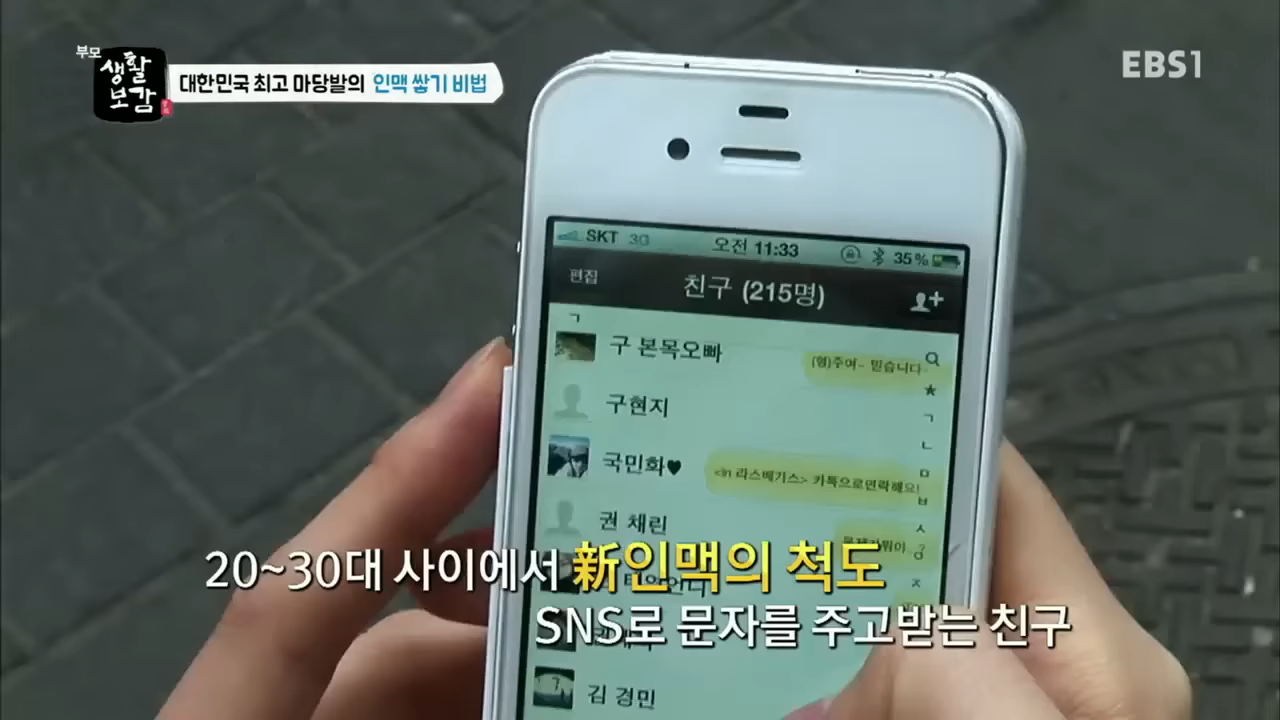 부모
생활
보감
대한민국 최고 마당발의 인맥 쌓기 비법
EBS1
SKT 3G 오전 11:33 35%
편집 친구 (215명)
ㄱ
구 본목오빠 (형)주여~ 믿습니다
★
구현지
ㄱ
ㄴ
국민화♥ <in 라스베기스> 카톡으로연락해요!
ㅁ
ㅂ
권 채린
ㅅ
ㅇ
ㅈ
20~30대 사이에서 新인맥의 척도
SNS로 문자를 주고받는 친구
김 경민